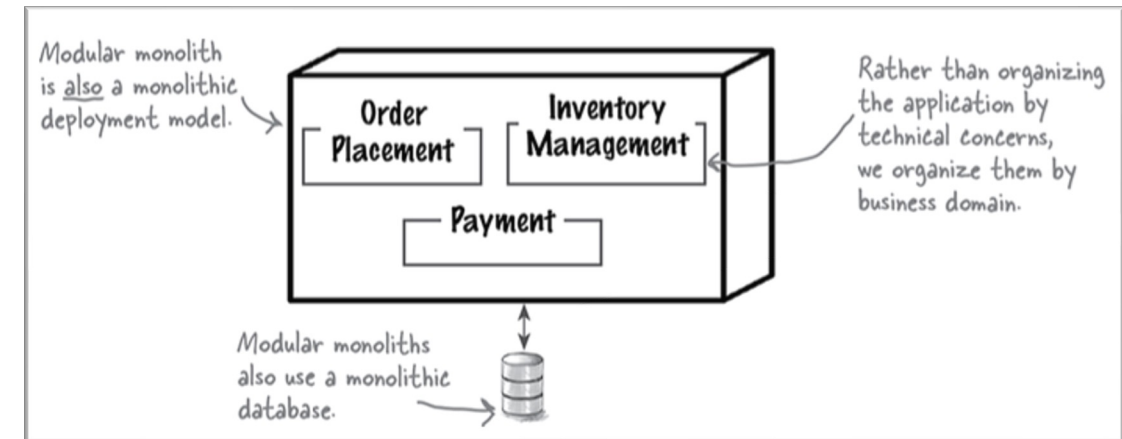 Modular monolith
is also a monolithic
deployment model.
Order
Placement
Inventory
Management
Payment
Rather than organizing
the application by
technical concerns,
we organize them by
business domain.
Modular monoliths
also use a monolithic
database.